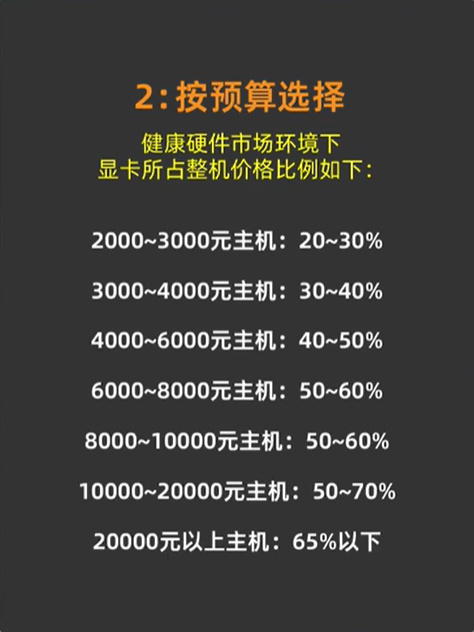 2:按预算选择
健康硬件市场环境下
显卡所占整机价格比例如下：
2000~3000元主机：20~30%
3000~4000元主机：30~40%
4000~6000元主机：40~50%
6000~8000元主机：50~60%
8000~10000元主机：50~60%
10000~20000元主机：50~70%
20000元以上主机：65%以下